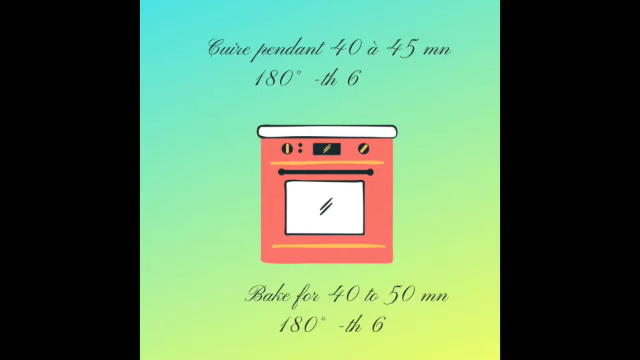 Cuire pendant 40 à 45 mn
180° -th 6
Bake for 40 to 50 mn
180° -th 6